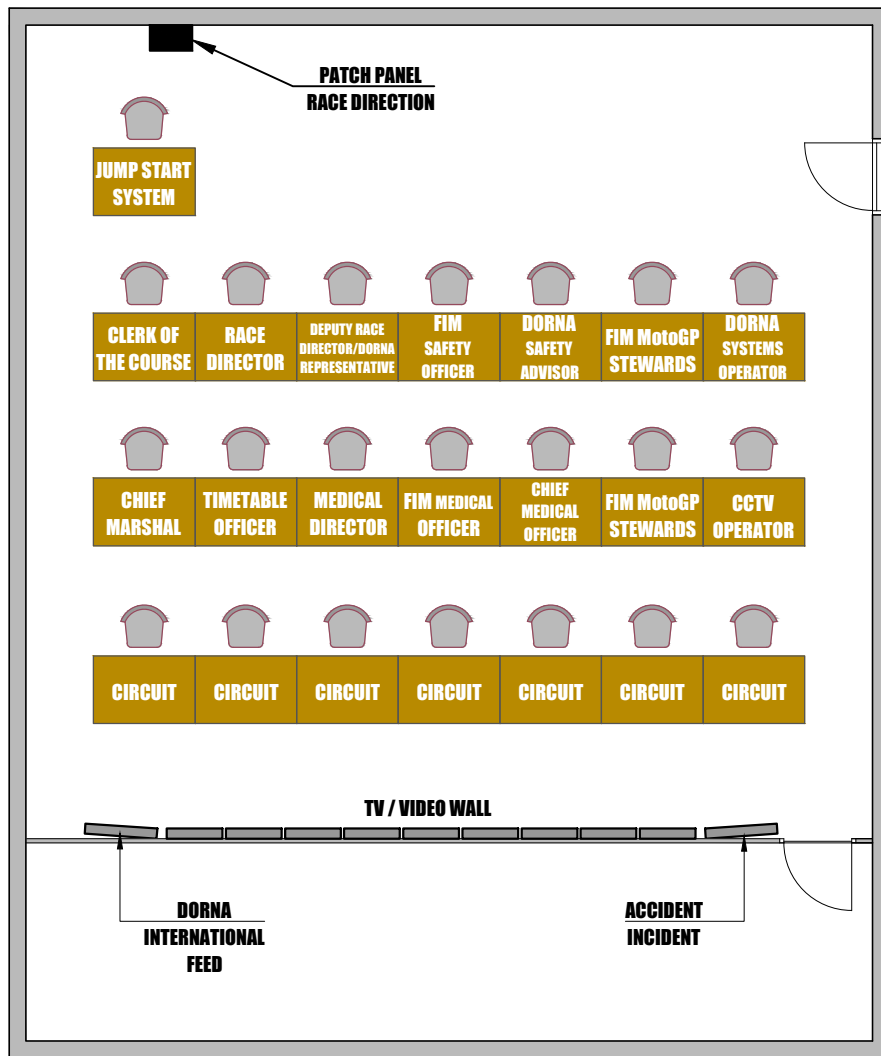 PATCH PANEL
RACE DIRECTION
JUMP START
SYSTEM
CLERK OF
THE COURSE
RACE
DIRECTOR
DEPUTY RACE
DIRECTOR/DORNA
REPRESENTATIVE
FIM
SAFETY
OFFICER
DORNA
SAFETY
ADVISOR
FIM MotoGP
STEWARDS
DORNA
SYSTEMS
OPERATOR
CHIEF
MARSHAL
TIMETABLE
OFFICER
MEDICAL
DIRECTOR
FIM MEDICAL
OFFICER
CHIEF
MEDICAL
OFFICER
FIM MotoGP
STEWARDS
CCTV
OPERATOR
CIRCUIT
CIRCUIT
CIRCUIT
CIRCUIT
CIRCUIT
CIRCUIT
CIRCUIT
TV / VIDEO WALL
DORNA
INTERNATIONAL
FEED
ACCIDENT
INCIDENT